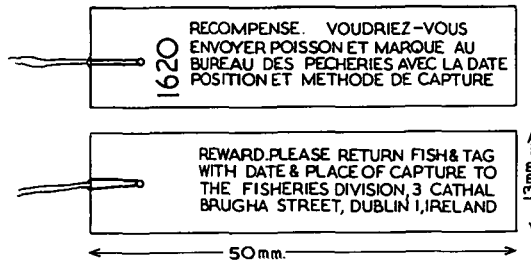 1620
RECOMPENSE. VOUDRIEZ-VOUS
ENVOYER POISSON ET MARQUE AU
BUREAU DES PECHERIES AVEC LA DATE
POSITION ET METHODE DE CAPTURE
REWARD.PLEASE RETURN FISH & TAG
WITH DATE & PLACE OF CAPTURE TO
THE FISHERIES DIVISION, 3 CATHAL
BRUGHA STREET, DUBLIN 1, IRELAND
13mm
50mm.